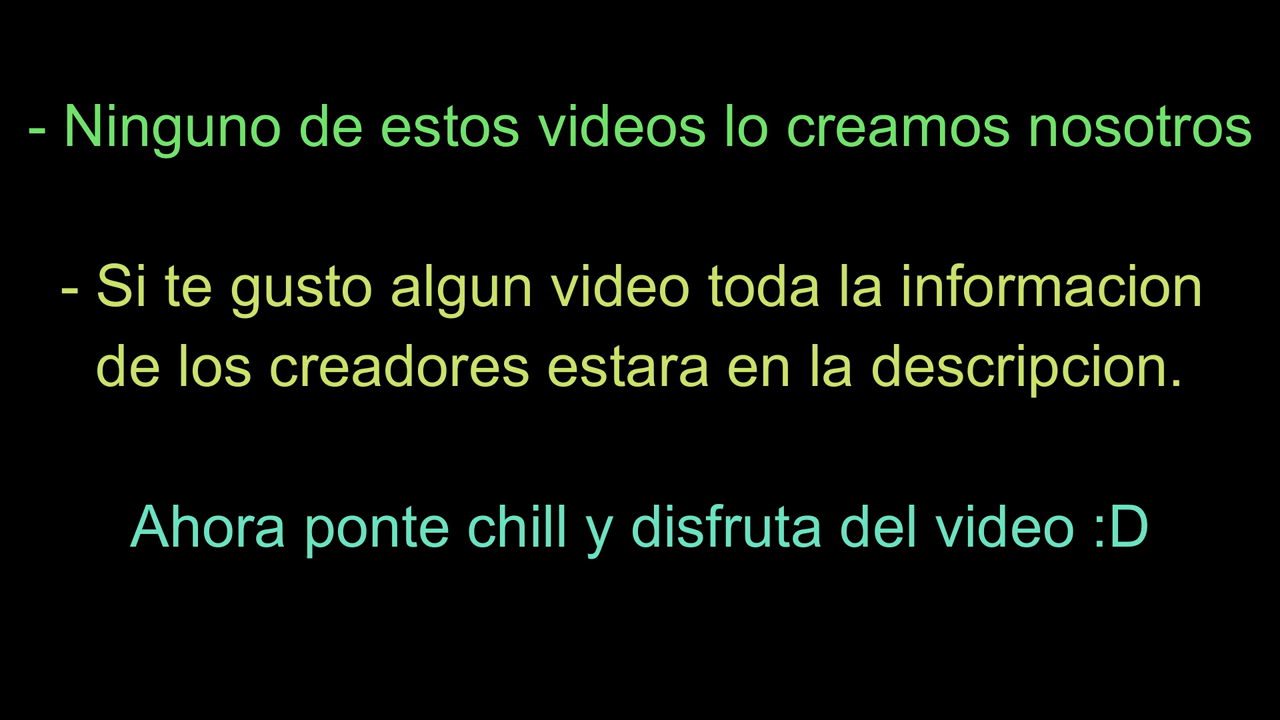 - Ninguno de estos videos lo creamos nosotros
- Si te gusto algun video toda la informacion
de los creadores estara en la descripcion.
Ahora ponte chill y disfruta del video :D